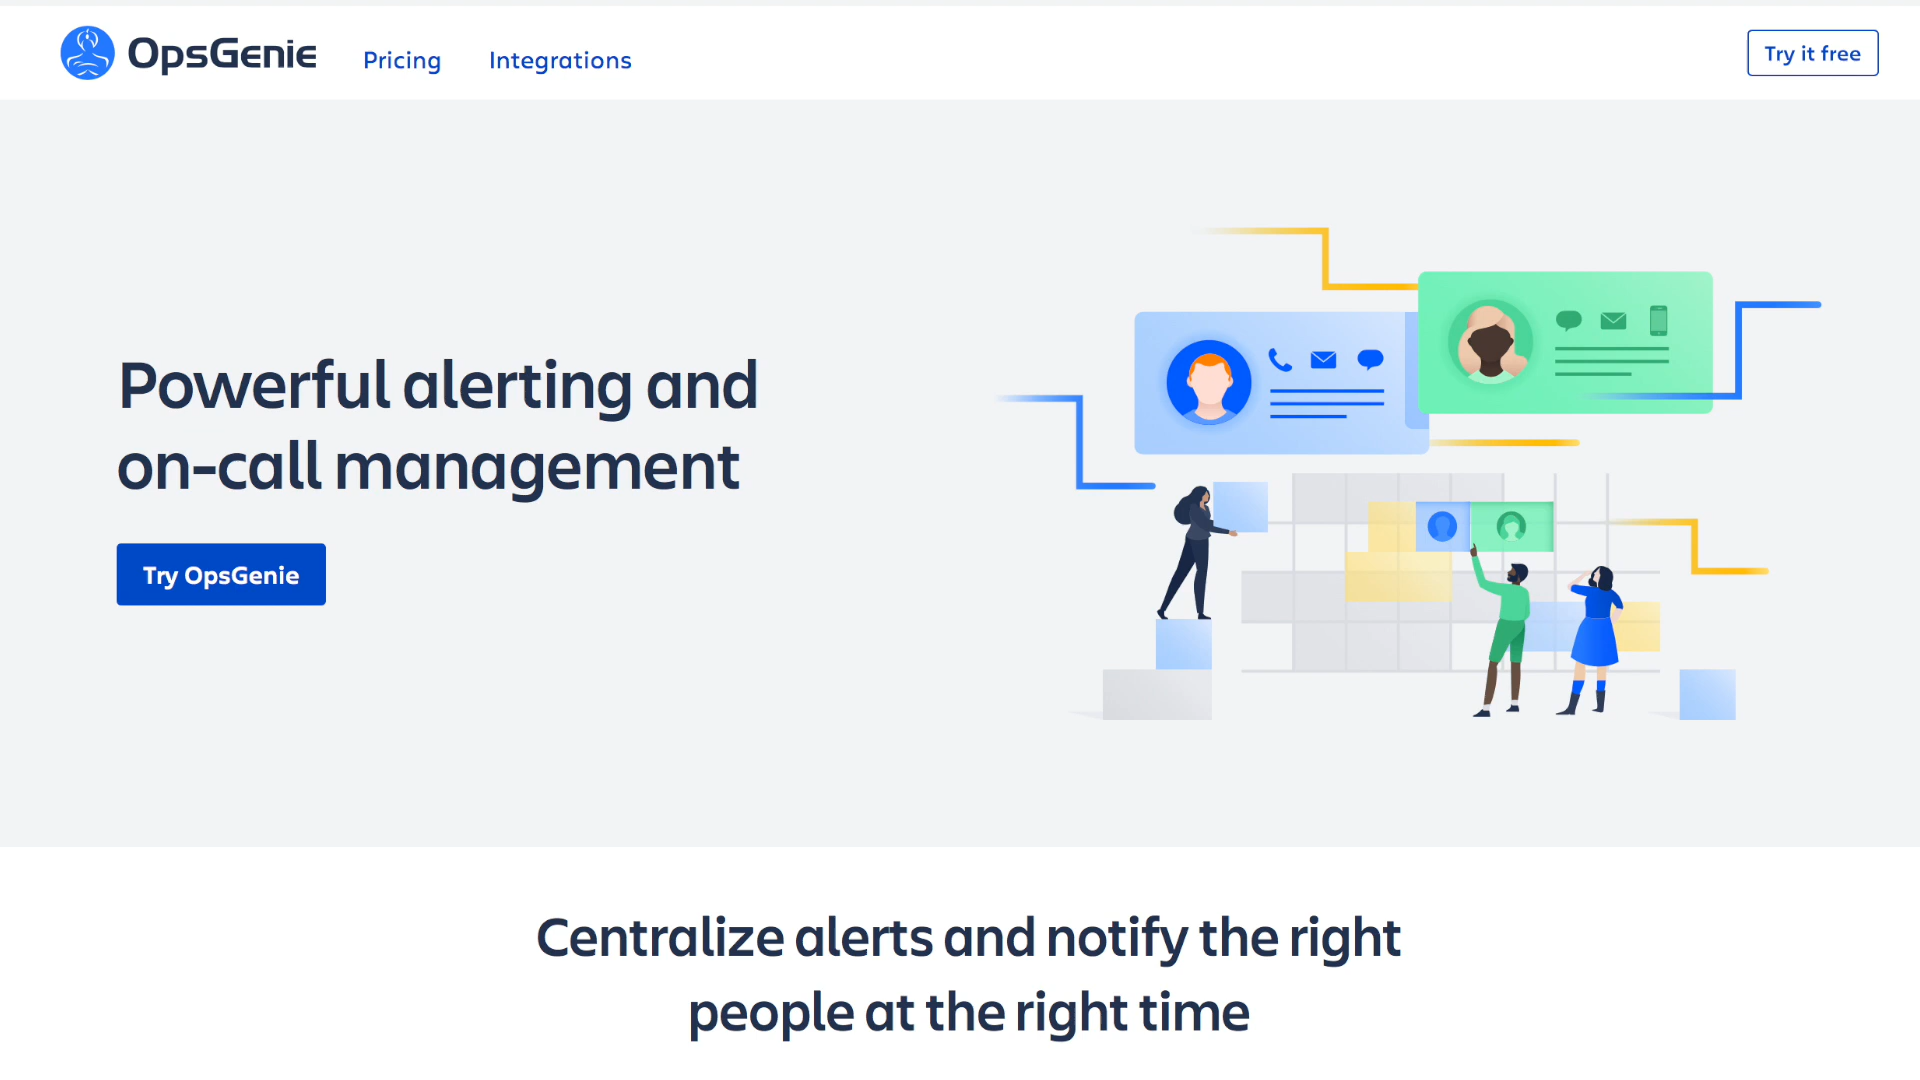 OpsGenie
Pricing
Integrations
Try it free
Powerful alerting and
on-call management
Try OpsGenie
Centralize alerts and notify the right
people at the right time